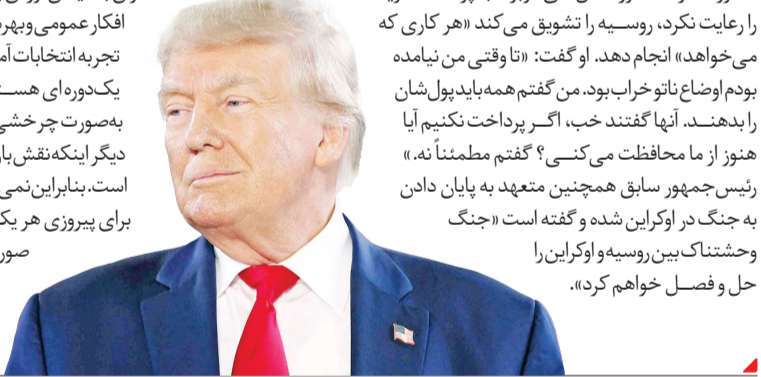 را رعایت نکرد، روسیه را تشویق می‌کند «هر کاری که
می‌خواهد» انجام دهد. او گفت: «تا وقتی من نیامده
بودم اوضاع ناتو خراب بود. من گفتم همه باید پول‌شان
را بدهند. آنها گفتند خب، اگر پرداخت نکنیم آیا
هنوز از ما محافظت می‌کنی؟ گفتم مطمئناً نه.»
رئیس‌جمهور سابق همچنین متعهد به پایان دادن
به جنگ در اوکراین شده و گفته است «جنگ
وحشتناک بین روسیه و اوکراین را
حل و فصل خواهم کرد».
افکار عمومی و بهره
تجربه انتخابات
یک‌دوره‌ای
به‌صورت چرخشی
دیگر اینکه نقش
است. بنابراین نمی
برای پیروزی هر یک